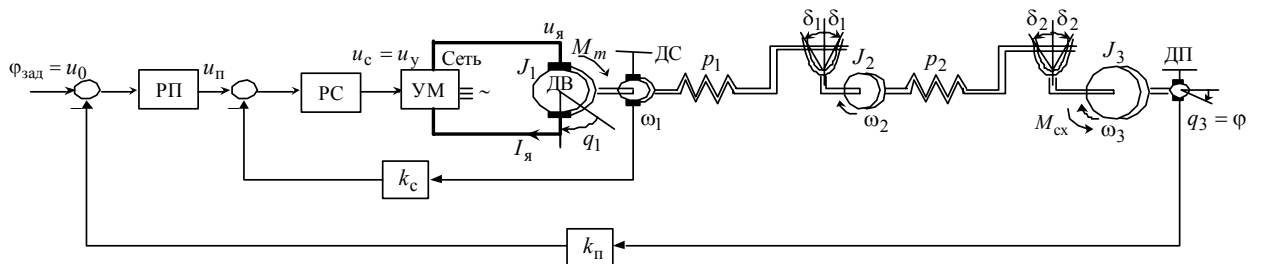 φзад = u0
РП
uп
РС
uс = uу
УМ
Сеть
~
uя
J1
ДВ
Iя
q1
Mm
ДС
ω1
p1
δ1 δ1
J2
ω2
p2
δ2 δ2
J3
Mсх
ω3
ДП
q3 = φ
kс
kп